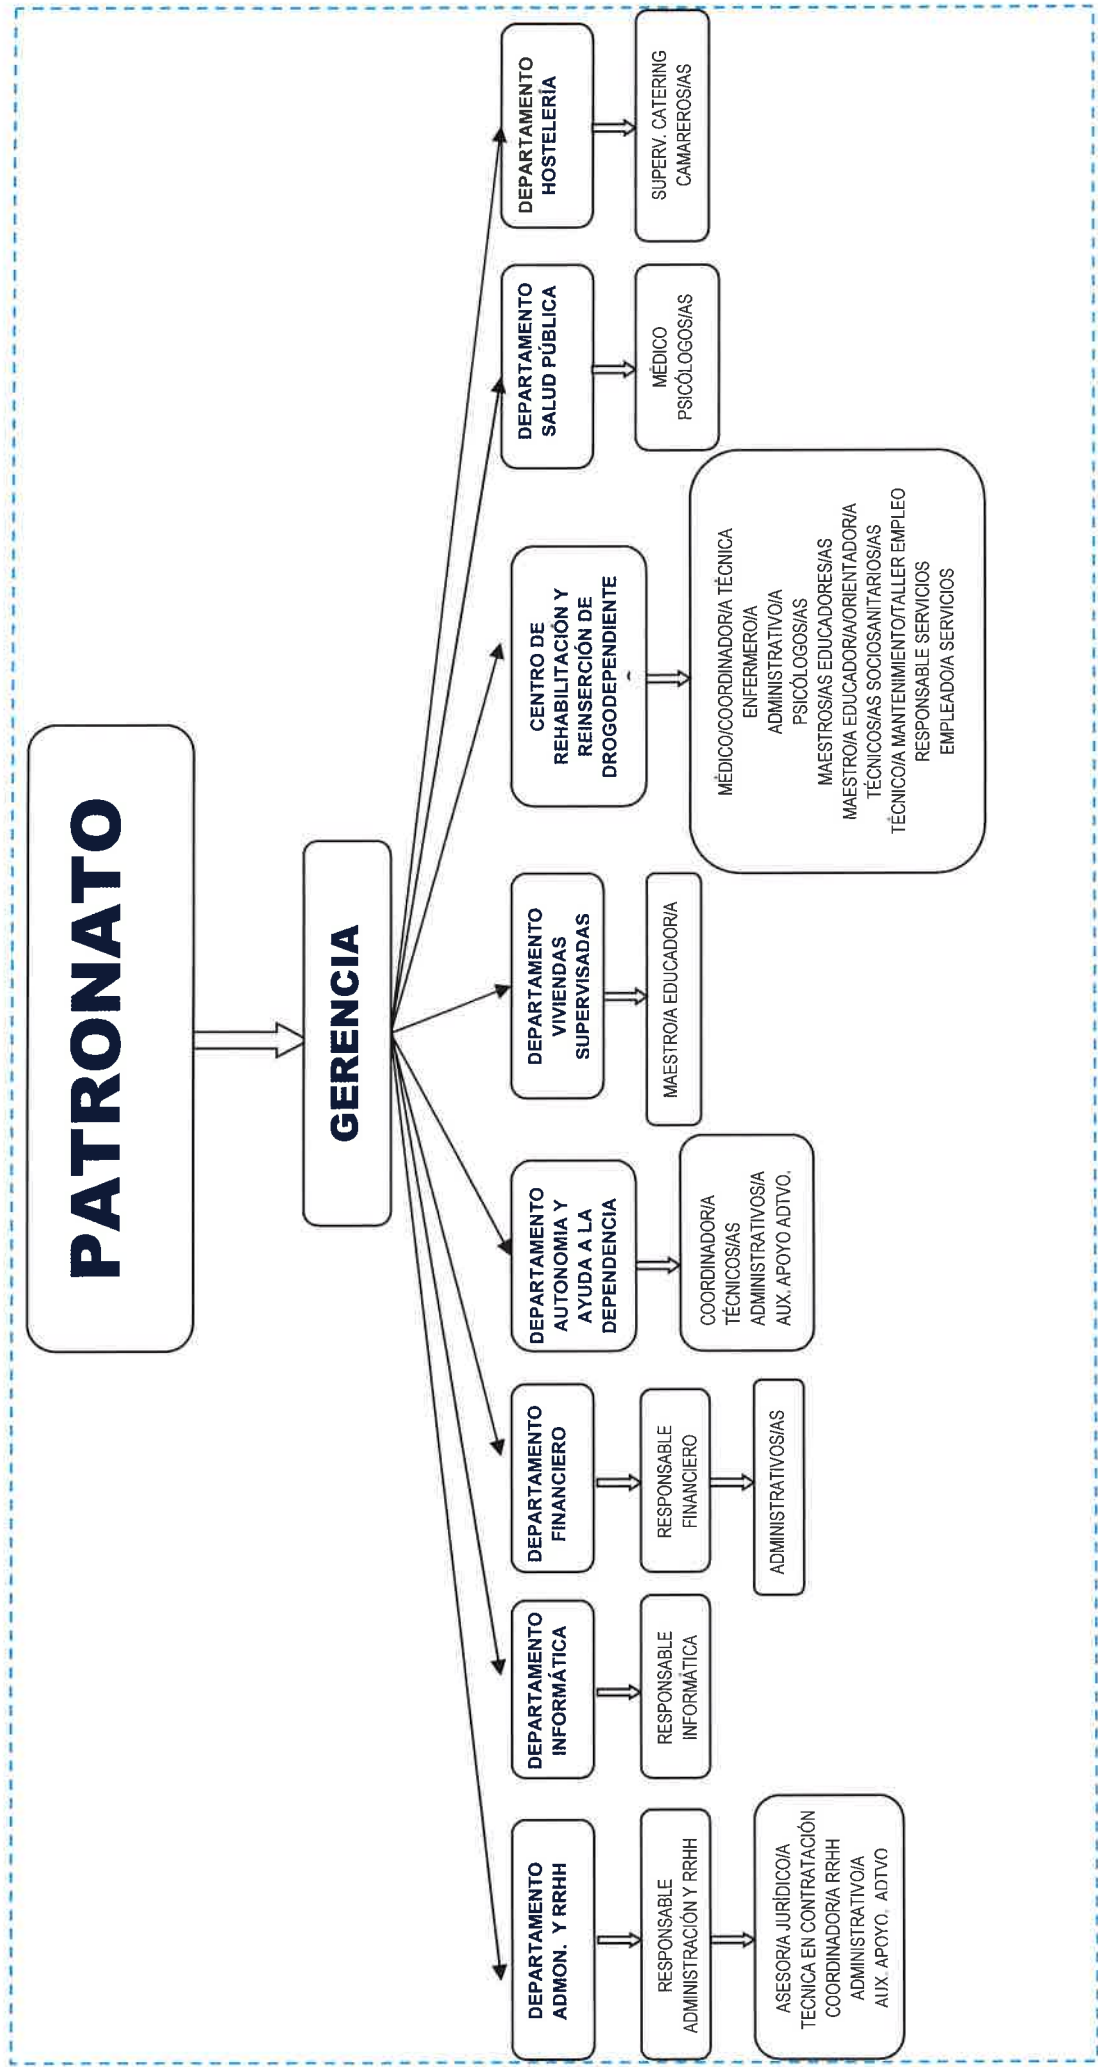 PATRONATO
GERENCIA
DEPARTAMENTO
ADMON. Y RRHH
RESPONSABLE
ADMINISTRACIÓN Y RRHH
ASESOR/A JURÍDICO/A
TECNICA EN CONTRATACIÓN
COORDINADOR/A RRHH
ADMINISTRATIVO/A
AUX. APOYO. ADTVO
DEPARTAMENTO
INFORMÁTICA
RESPONSABLE
INFORMÁTICA
DEPARTAMENTO
FINANCIERO
RESPONSABLE
FINANCIERO
ADMINISTRATIVOS/AS
DEPARTAMENTO
AUTONOMIA Y
AYUDA A LA
DEPENDENCIA
COORDINADOR/A
TÉCNICOS/AS
ADMINISTRATIVOS/A
AUX. APOYO ADTVO.
DEPARTAMENTO
VIVIENDAS
SUPERVISADAS
MAESTRO/A EDUCADOR/A
CENTRO DE
REHABILITACIÓN Y
REINSERCIÓN DE
DROGODEPENDIENTE
MÉDICO/COORDINADOR/A TÉCNICA
ENFERMERO/A
ADMINISTRATIVO/A
PSICÓLOGOS/AS
MAESTROS/AS EDUCADORES/AS
MAESTRO/A EDUCADOR/A/ORIENTADOR/A
TÉCNICOS/AS SOCIOSANITARIOS/AS
TÉCNICO/A MANTENIMIENTO/TALLER EMPLEO
RESPONSABLE SERVICIOS
EMPLEADO/A SERVICIOS
DEPARTAMENTO
SALUD PÚBLICA
MÉDICO
PSICÓLOGOS/AS
DEPARTAMENTO
HOSTELERÍA
SUPERV. CATERING
CAMAREROS/AS